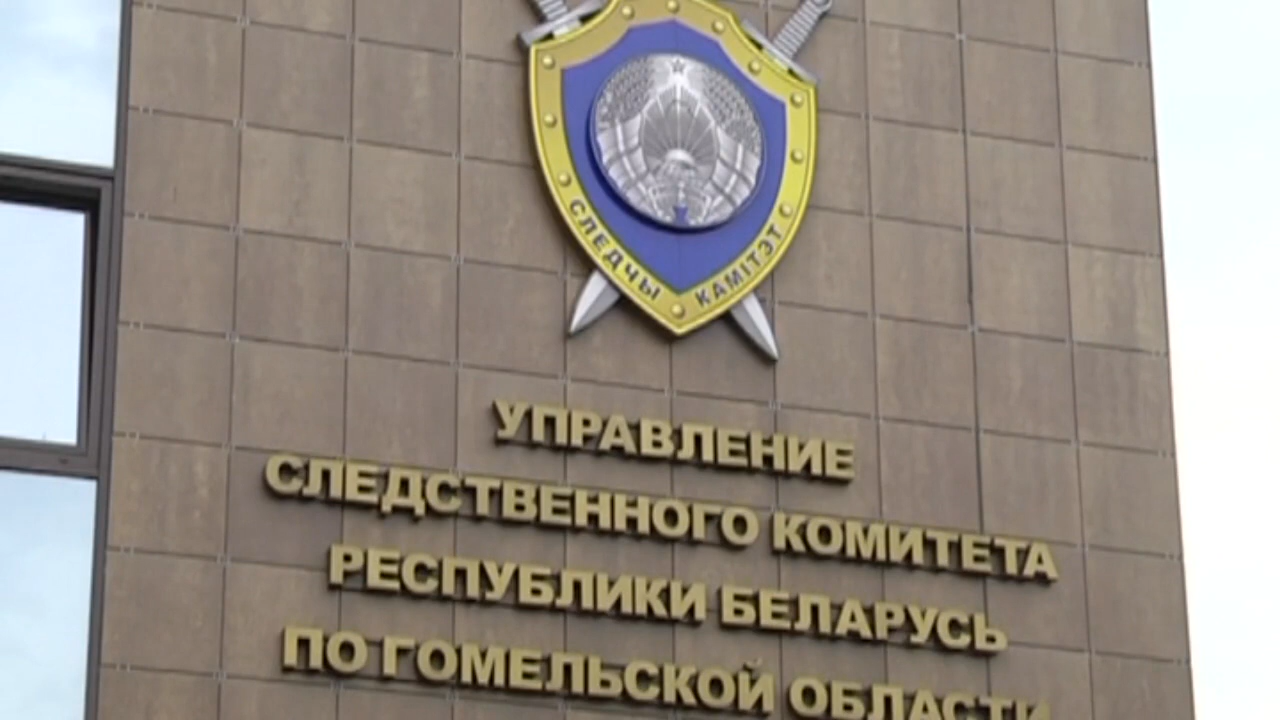 СЛЕДЧЫ КАМІТЭТ
УПРАВЛЕНИЕ
СЛЕДСТВЕННОГО КОМИТЕТА
РЕСПУБЛИКИ БЕЛАРУСЬ
ПО ГОМЕЛЬСКОЙ ОБЛАСТИ